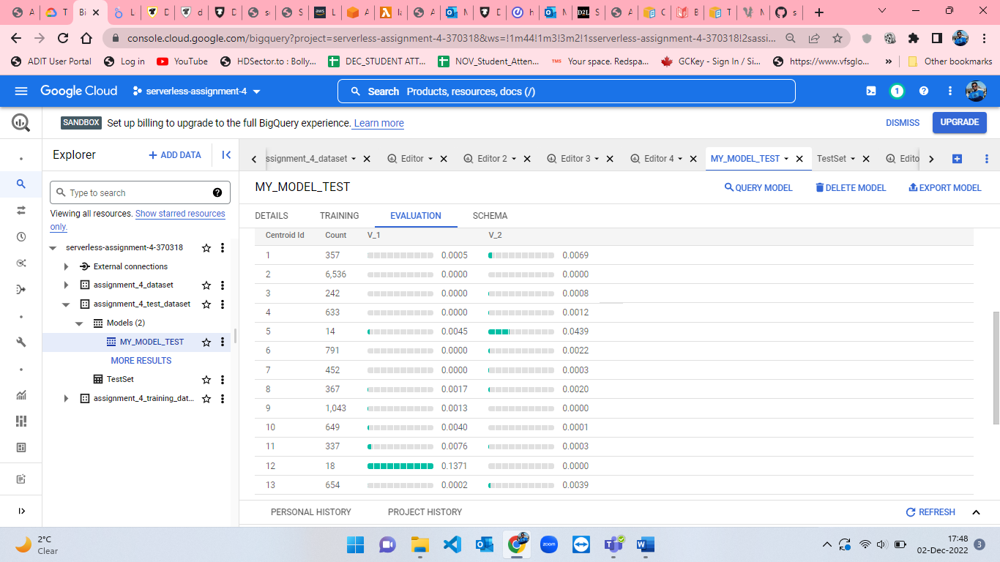 A T Bi L D d D s S L A la A M D h M S A C B T M s
console.cloud.google.com/bigquery?project=serverless-assignment-4-370318&ws=!1m44!1m3!3m2!1sserverless-assignment-4-370318!2sassi...
ADIT User Portal Log in YouTube HDSector.to : Bolly... DEC_STUDENT ATT... NOV_Student_Atten... TMS Your space. Redspa... GCKey - Sign In / Si... https://www.vfsglo... » Other bookmarks
Google Cloud serverless-assignment-4 Search Products, resources, docs (/) 1
SANDBOX Set up billing to upgrade to the full BigQuery experience. Learn more DISMISS UPGRADE
Explorer + ADD DATA
ssignment_4_dataset Editor Editor 2 Editor 3 Editor 4 MY_MODEL_TEST TestSet Edito
Type to search
Viewing all resources. Show starred resources
only.
serverless-assignment-4-370318
External connections
assignment_4_dataset
assignment_4_test_dataset
Models (2)
MY_MODEL_TEST
MORE RESULTS
TestSet
assignment_4_training_dat...
MY_MODEL_TEST QUERY MODEL DELETE MODEL EXPORT MODEL
DETAILS TRAINING EVALUATION SCHEMA
Centroid Id Count V_1 V_2
1 357 0.0005 0.0069
2 6,536 0.0000 0.0000
3 242 0.0000 0.0008
4 633 0.0000 0.0012
5 14 0.0045 0.0439
6 791 0.0000 0.0022
7 452 0.0000 0.0003
8 367 0.0017 0.0020
9 1,043 0.0013 0.0000
10 649 0.0040 0.0001
11 337 0.0076 0.0003
12 18 0.1371 0.0000
13 654 0.0002 0.0039
PERSONAL HISTORY PROJECT HISTORY REFRESH
2°C
Clear
zoom
17:48
02-Dec-2022
3